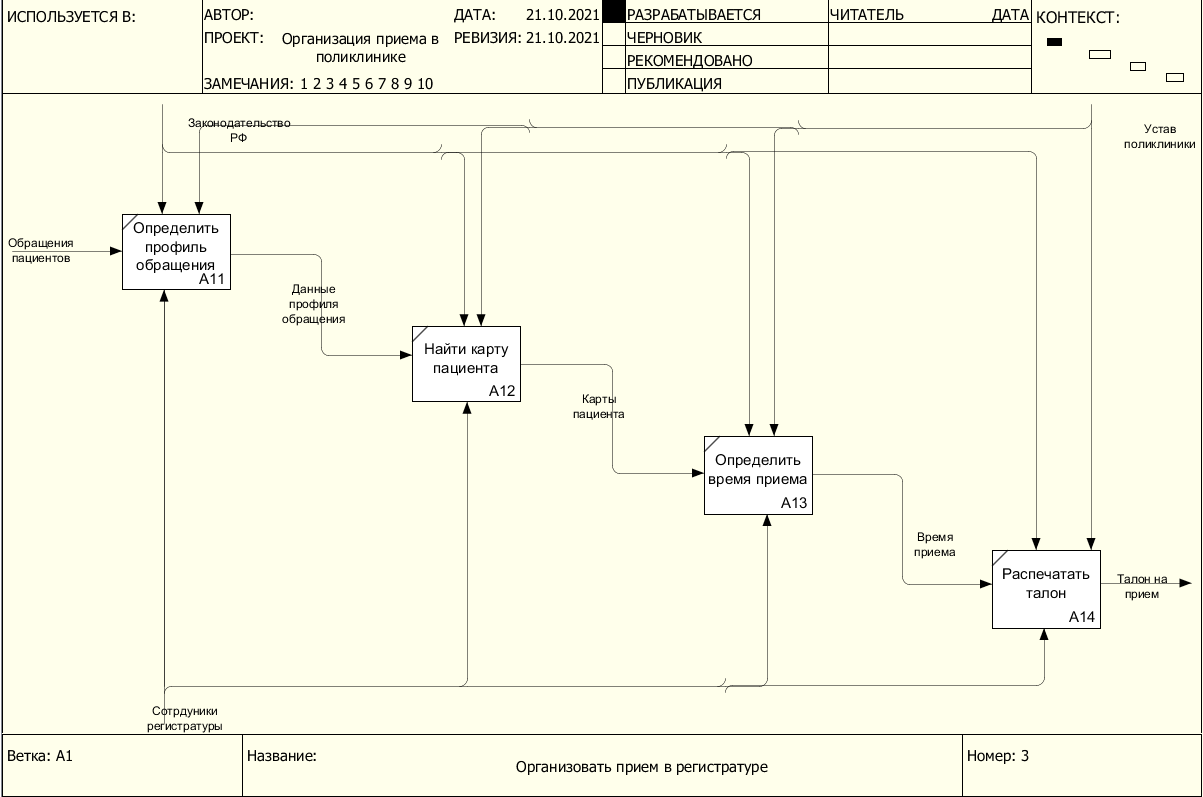 ИСПОЛЬЗУЕТСЯ В:
АВТОР:
ДАТА: 21.10.2021
ПРОЕКТ: Организация приема в
поликлинике
РЕВИЗИЯ: 21.10.2021
ЗАМЕЧАНИЯ: 1 2 3 4 5 6 7 8 9 10
РАЗРАБАТЫВАЕТСЯ
ЧЕРНОВИК
РЕКОМЕНДОВАНО
ПУБЛИКАЦИЯ
ЧИТАТЕЛЬ
ДАТА
КОНТЕКСТ:
Законодательство
РФ
Устав
поликлиники
Обращения
пациентов
Определить
профиль
обращения
A11
Данные
профиля
обращения
Найти карту
пациента
A12
Карты
пациента
Определить
время приема
A13
Время
приема
Распечатать
талон
A14
Талон на
прием
Сотрдуники
регистратуры
Ветка: A1
Название:
Организовать прием в регистратуре
Номер: 3